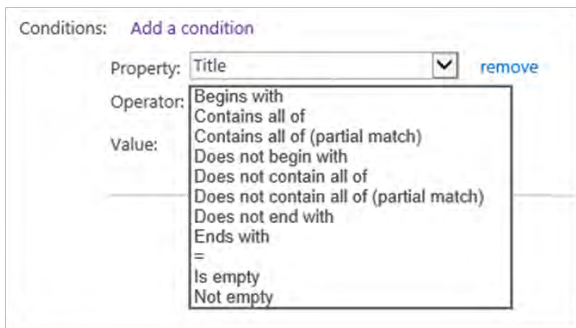 Conditions: Add a condition
Property: Title remove
Operator: Begins with
Contains all of
Value: Contains all of (partial match)
Does not begin with
Does not contain all of
Does not contain all of (partial match)
Does not end with
Ends with
=
Is empty
Not empty